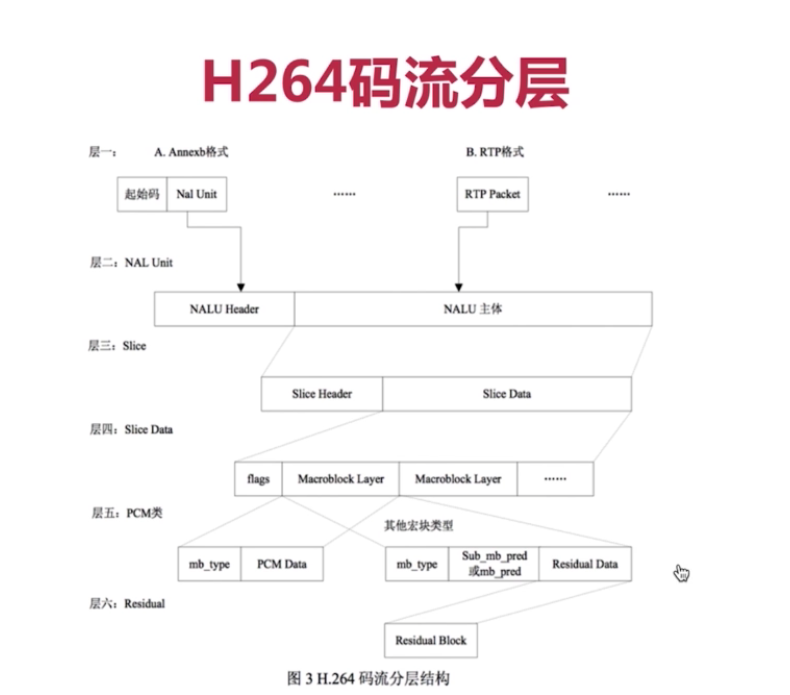 H264码流分层
层一： A. Annexb格式 B. RTP格式
起始码 Nal Unit …… RTP Packet ……
层二：NAL Unit
NALU Header NALU 主体
层三：Slice
Slice Header Slice Data
层四：Slice Data
flags Macroblock Layer Macroblock Layer ……
层五：PCM类
其他宏块类型
mb_type PCM Data mb_type Sub_mb_pred
或mb_pred Residual Data
层六：Residual
Residual Block
图 3 H.264 码流分层结构